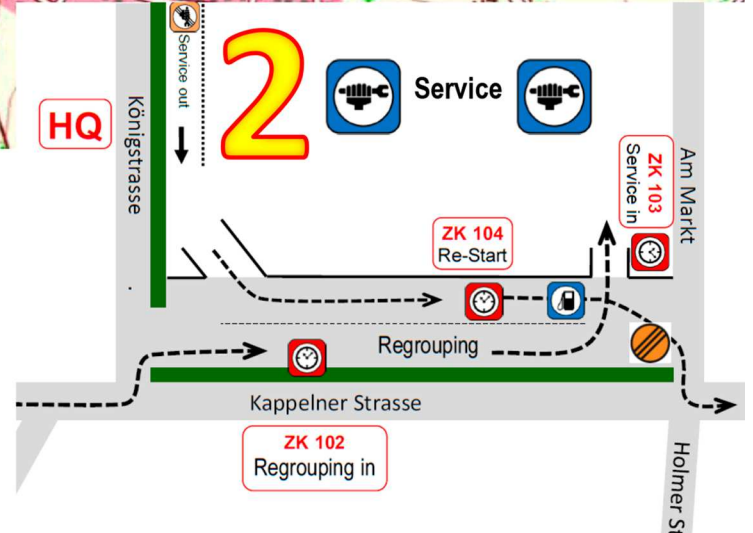 Service out
2
Service
HQ
Königstrasse
ZK 103
Service in
Am Markt
ZK 104
Re-Start
Regrouping
Kappelner Strasse
ZK 102
Regrouping in
Holmer St